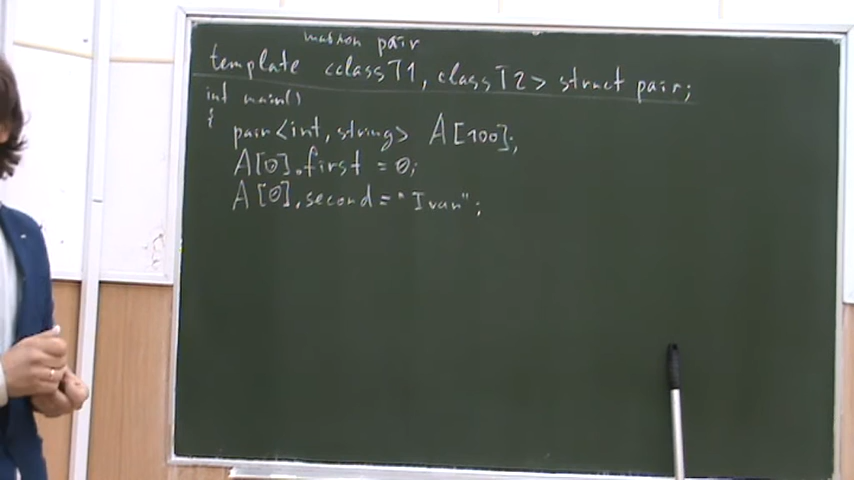 шаблон pair
template <class T1, class T2> struct pair;
int main()
{
pair<int, string> A[100];
A[0].first = 0;
A[0].second = "Ivan";